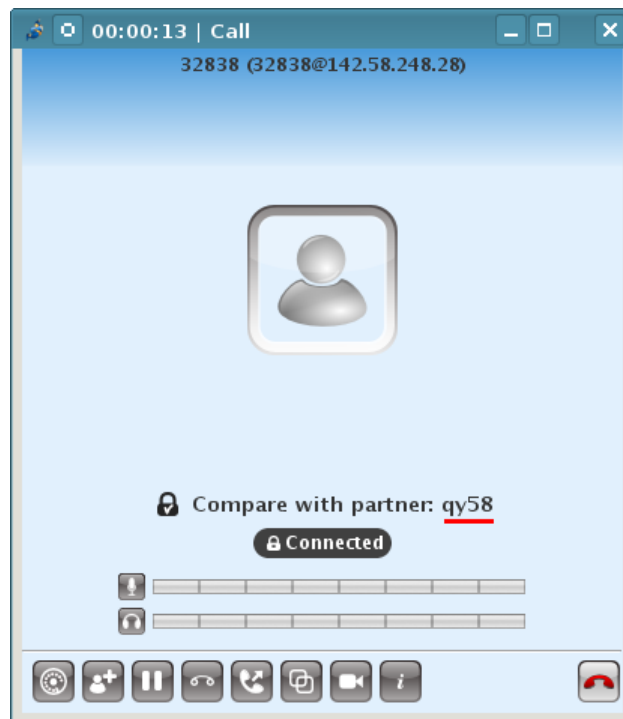 00:00:13 | Call
32838 (32838@142.58.248.28)
Compare with partner: qy58
Connected
i